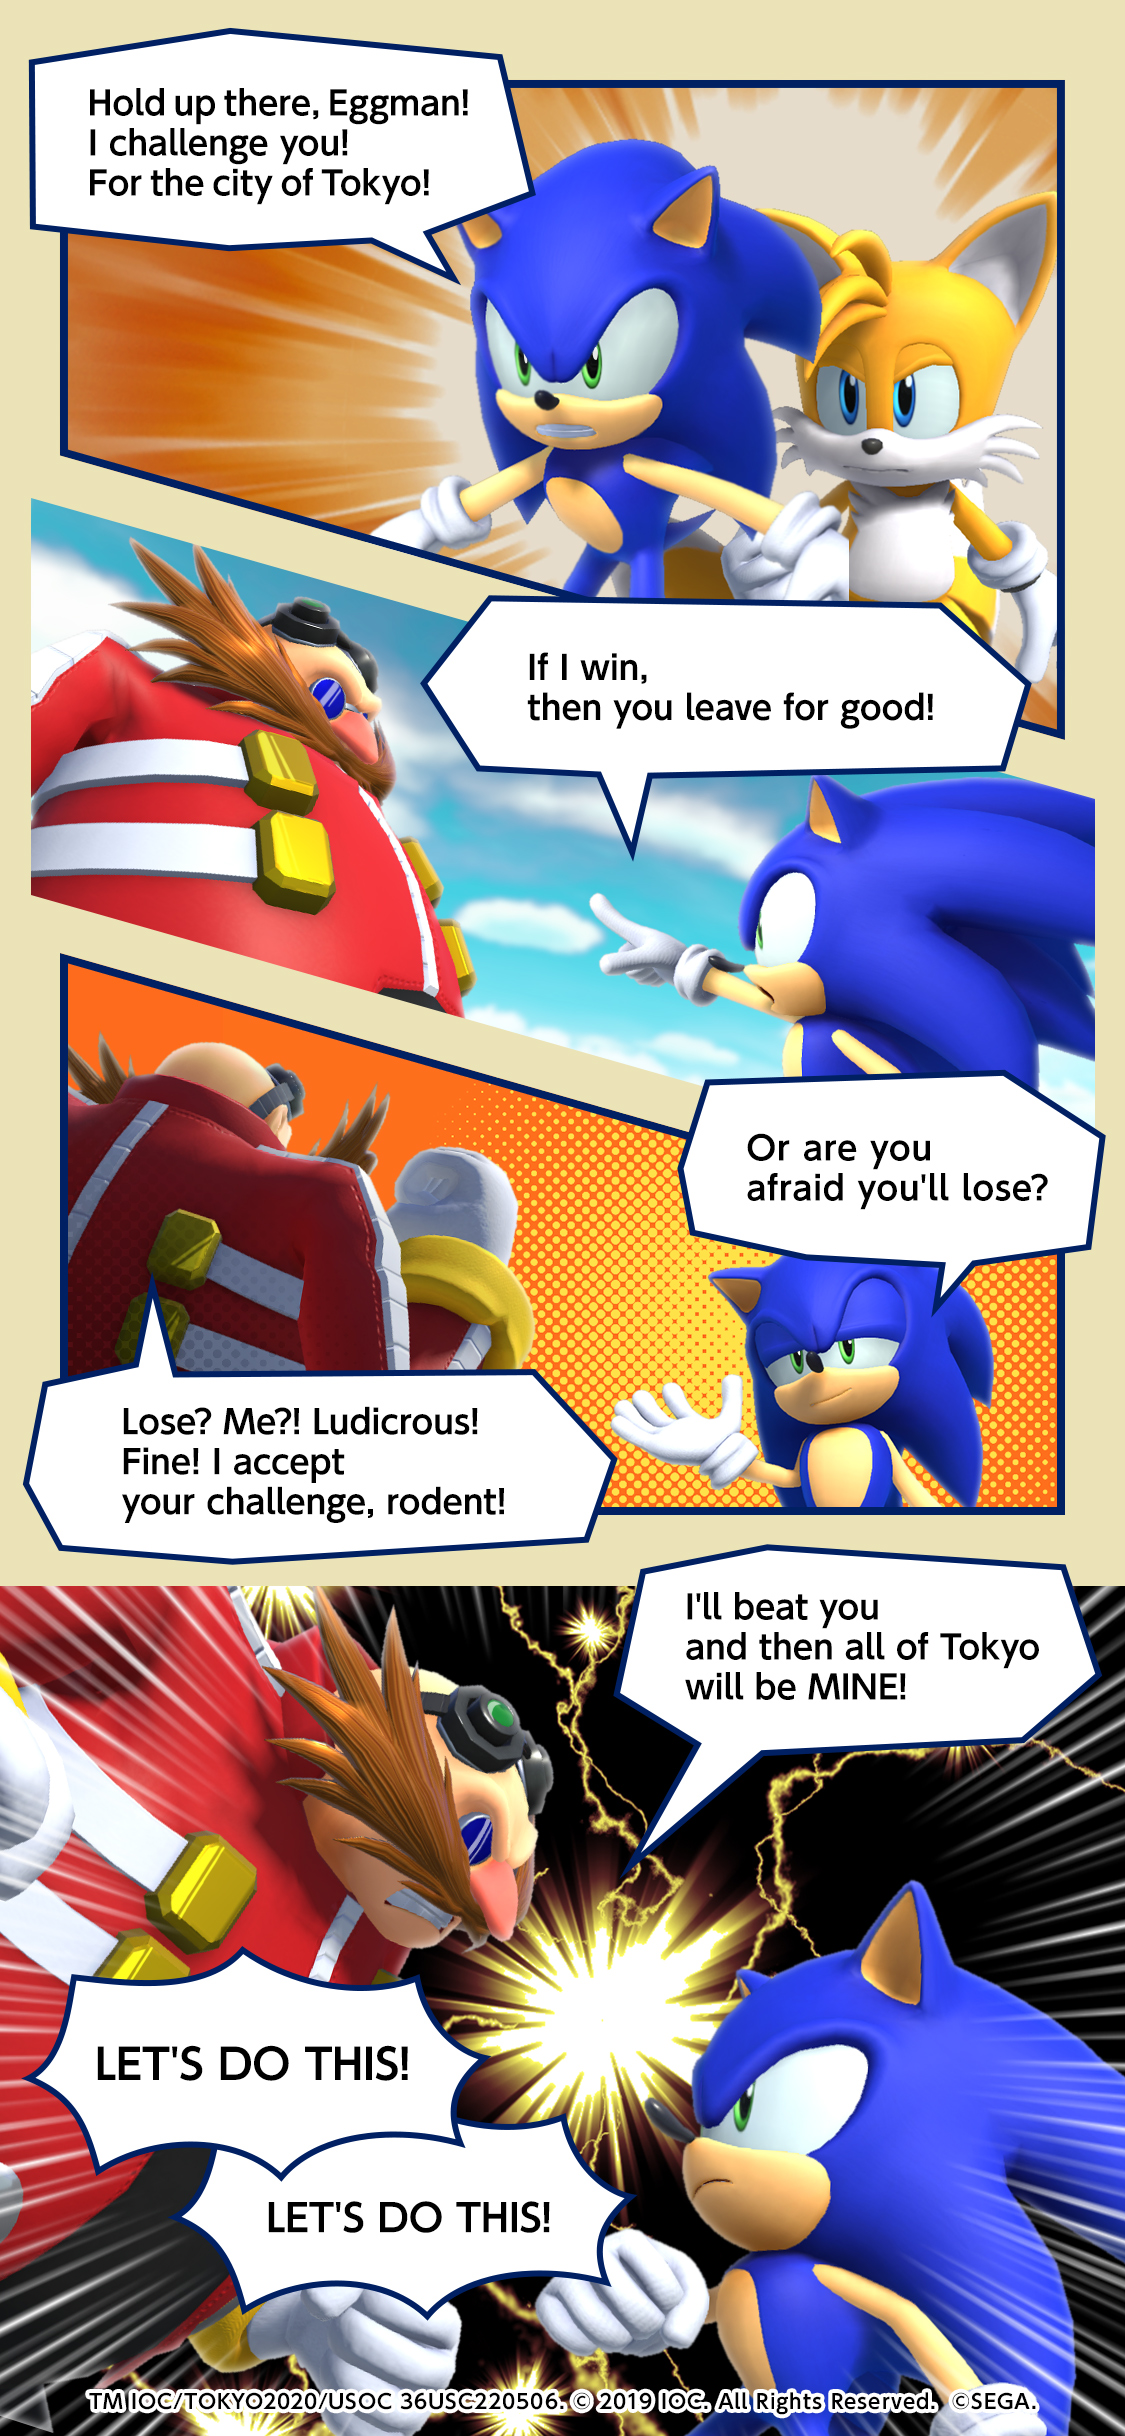 Hold up there, Eggman!
I challenge you!
For the city of Tokyo!
If I win,
then you leave for good!
Or are you
afraid you'll lose?
Lose? Me?! Ludicrous!
Fine! I accept
your challenge, rodent!
I'll beat you
and then all of Tokyo
will be MINE!
LET'S DO THIS!
LET'S DO THIS!
TM IOC/TOKYO2020/USOC 36USC220506. © 2019 IOC. All Rights Reserved. ©SEGA.